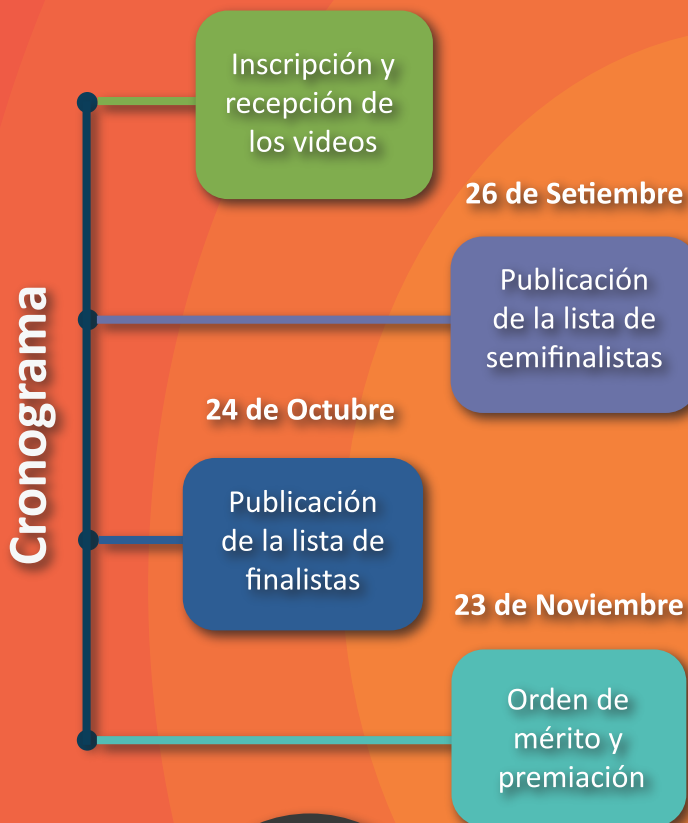 Cronograma
Inscripción y
recepción de
los videos
26 de Setiembre
Publicación
de la lista de
semifinalistas
24 de Octubre
Publicación
de la lista de
finalistas
23 de Noviembre
Orden de
mérito y
premiación